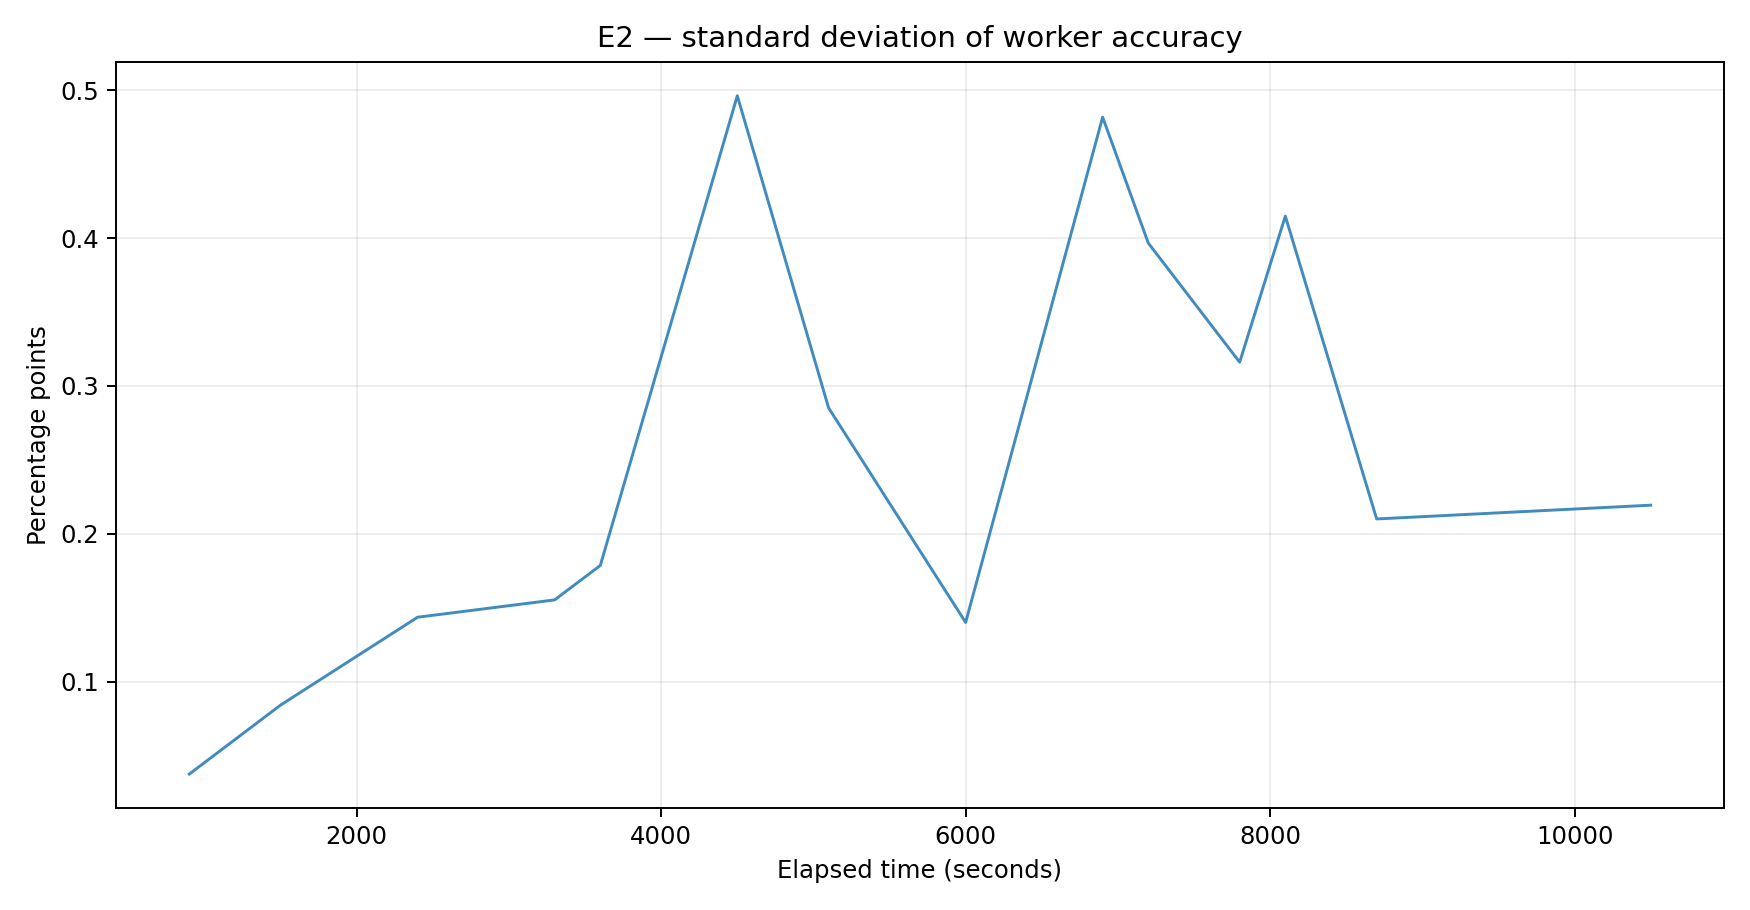 E2 — standard deviation of worker accuracy
Percentage points
0.5
0.4
0.3
0.2
0.1
2000 4000 6000 8000 10000
Elapsed time (seconds)